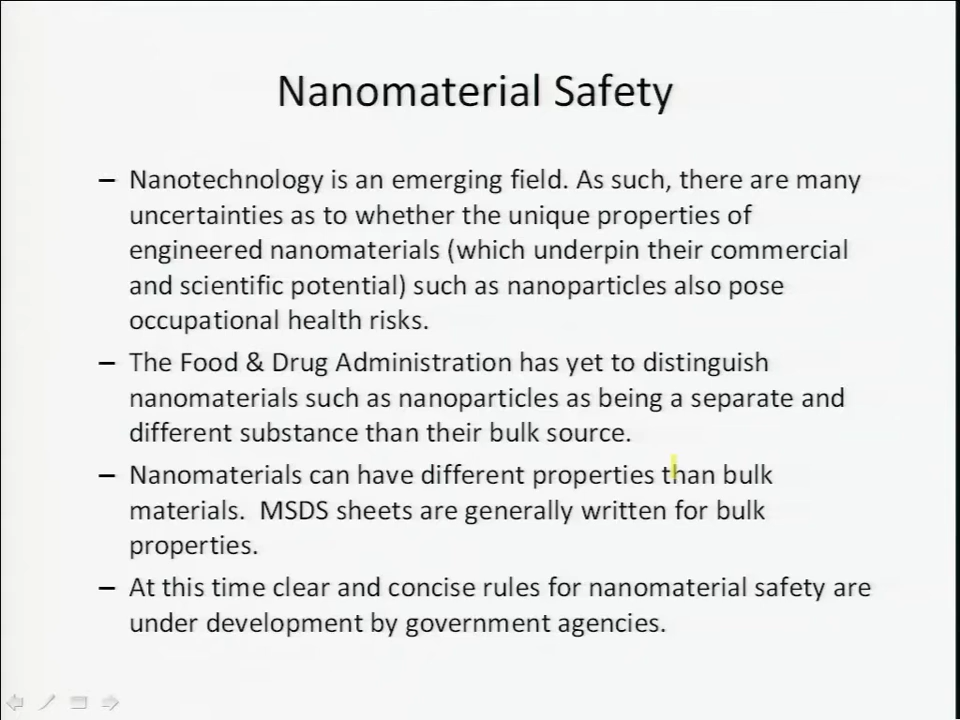 Nanomaterial Safety
– Nanotechnology is an emerging field. As such, there are many
uncertainties as to whether the unique properties of
engineered nanomaterials (which underpin their commercial
and scientific potential) such as nanoparticles also pose
occupational health risks.
– The Food & Drug Administration has yet to distinguish
nanomaterials such as nanoparticles as being a separate and
different substance than their bulk source.
– Nanomaterials can have different properties than bulk
materials.  MSDS sheets are generally written for bulk
properties.
– At this time clear and concise rules for nanomaterial safety are
under development by government agencies.